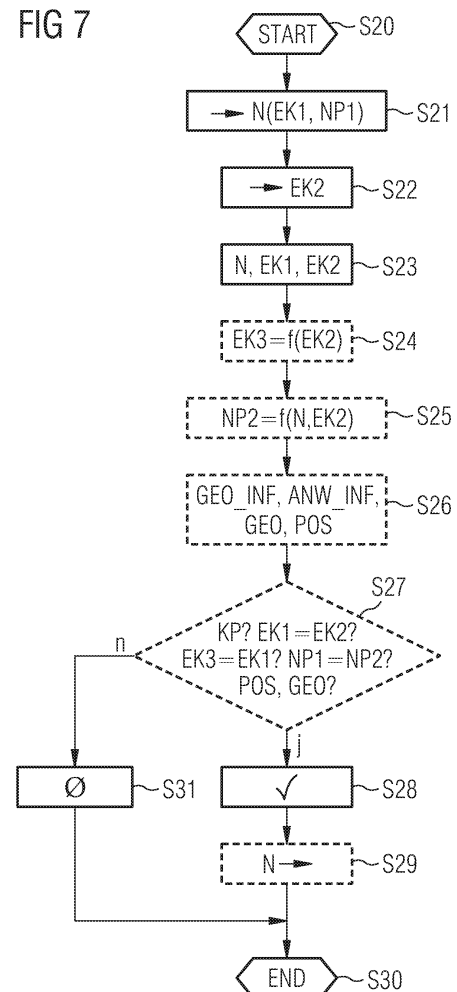 FIG 7
START S20
→ N(EK1, NP1) S21
→ EK2 S22
N, EK1, EK2 S23
EK3=f(EK2) S24
NP2=f(N,EK2) S25
GEO_INF, ANW_INF,
GEO, POS S26
S27
KP? EK1=EK2?
EK3=EK1? NP1=NP2?
POS, GEO?
n
j
Ø S31
✓ S28
N→ S29
END S30